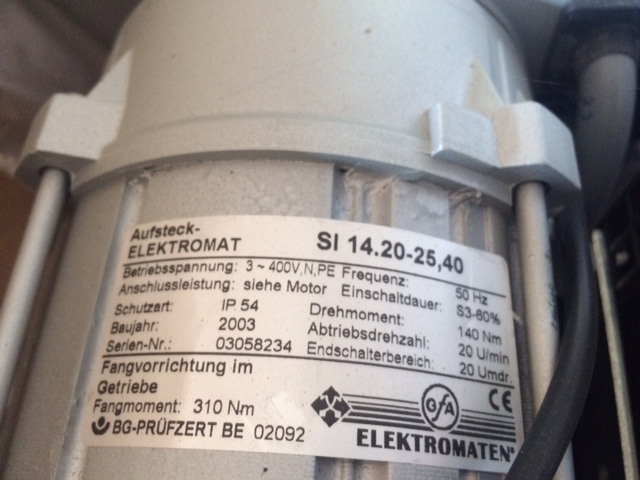 Aufsteck-
ELEKTROMAT SI 14.20-25,40
Betriebsspannung: 3~400V,N,PE Frequenz: 50 Hz
Anschlussleistung: siehe Motor Einschaltdauer: S3-60%
Schutzart: IP 54 Drehmoment: 140 Nm
Baujahr: 2003 Abtriebsdrehzahl: 20 U/min
Serien-Nr.: 03058234 Endschalterbereich: 20 Umdr.
Fangvorrichtung im
Getriebe
Fangmoment: 310 Nm GfA CE
BG-PRÜFZERT BE 02092 ELEKTROMATEN®